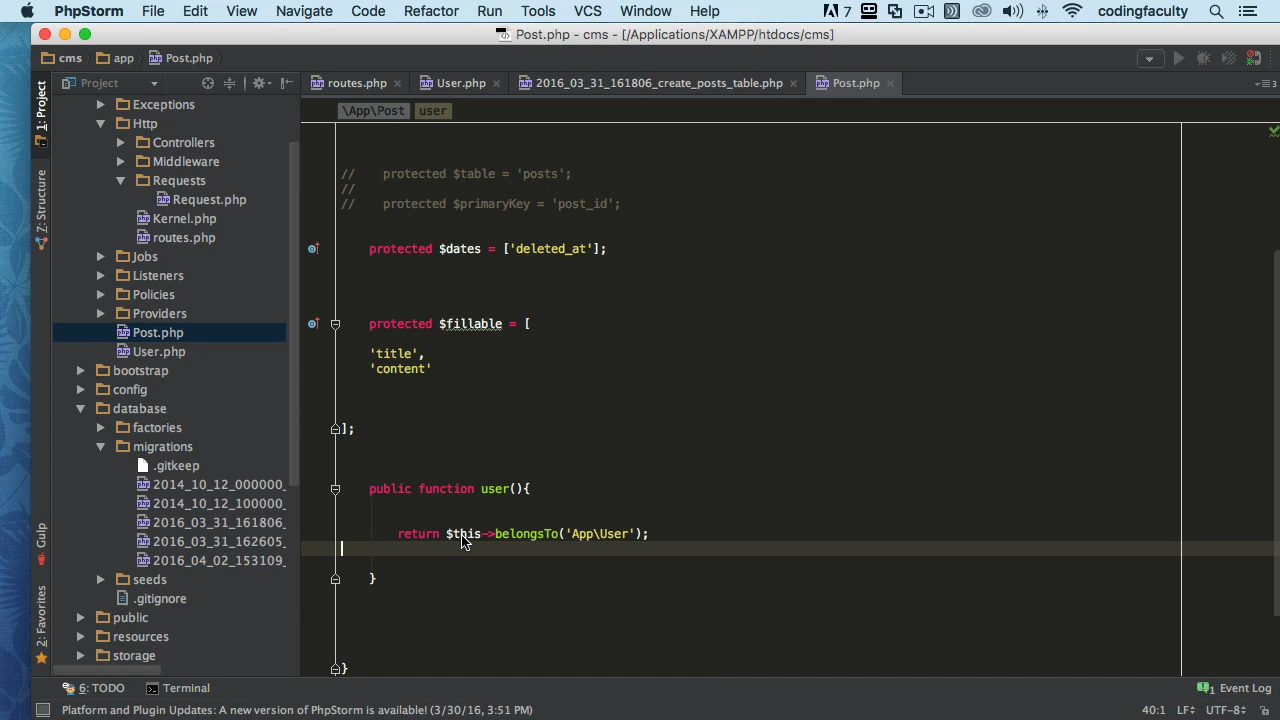 PhpStorm File Edit View Navigate Code Refactor Run Tools VCS Window Help 7 codingfaculty
Post.php - cms - [/Applications/XAMPP/htdocs/cms]
cms app Post.php
Project routes.php User.php 2016_03_31_161806_create_posts_table.php Post.php
1: Project
Z: Structure
Gulp
2: Favorites
Exceptions
Http
Controllers
Middleware
Requests
Request.php
Kernel.php
routes.php
Jobs
Listeners
Policies
Providers
Post.php
User.php
bootstrap
config
database
factories
migrations
.gitkeep
2014_10_12_000000_
2014_10_12_100000_
2016_03_31_161806_
2016_03_31_162605_
2016_04_02_153109_
seeds
.gitignore
public
resources
storage
\App\Post user
// protected $table = 'posts';
//
// protected $primaryKey = 'post_id';
protected $dates = ['deleted_at'];
protected $fillable = [
'title',
'content'
];
public function user(){
return $this->belongsTo('App\User');
}
}
6: TODO Terminal 1 Event Log
Platform and Plugin Updates: A new version of PhpStorm is available! (3/30/16, 3:51 PM) 40:1 LF UTF-8